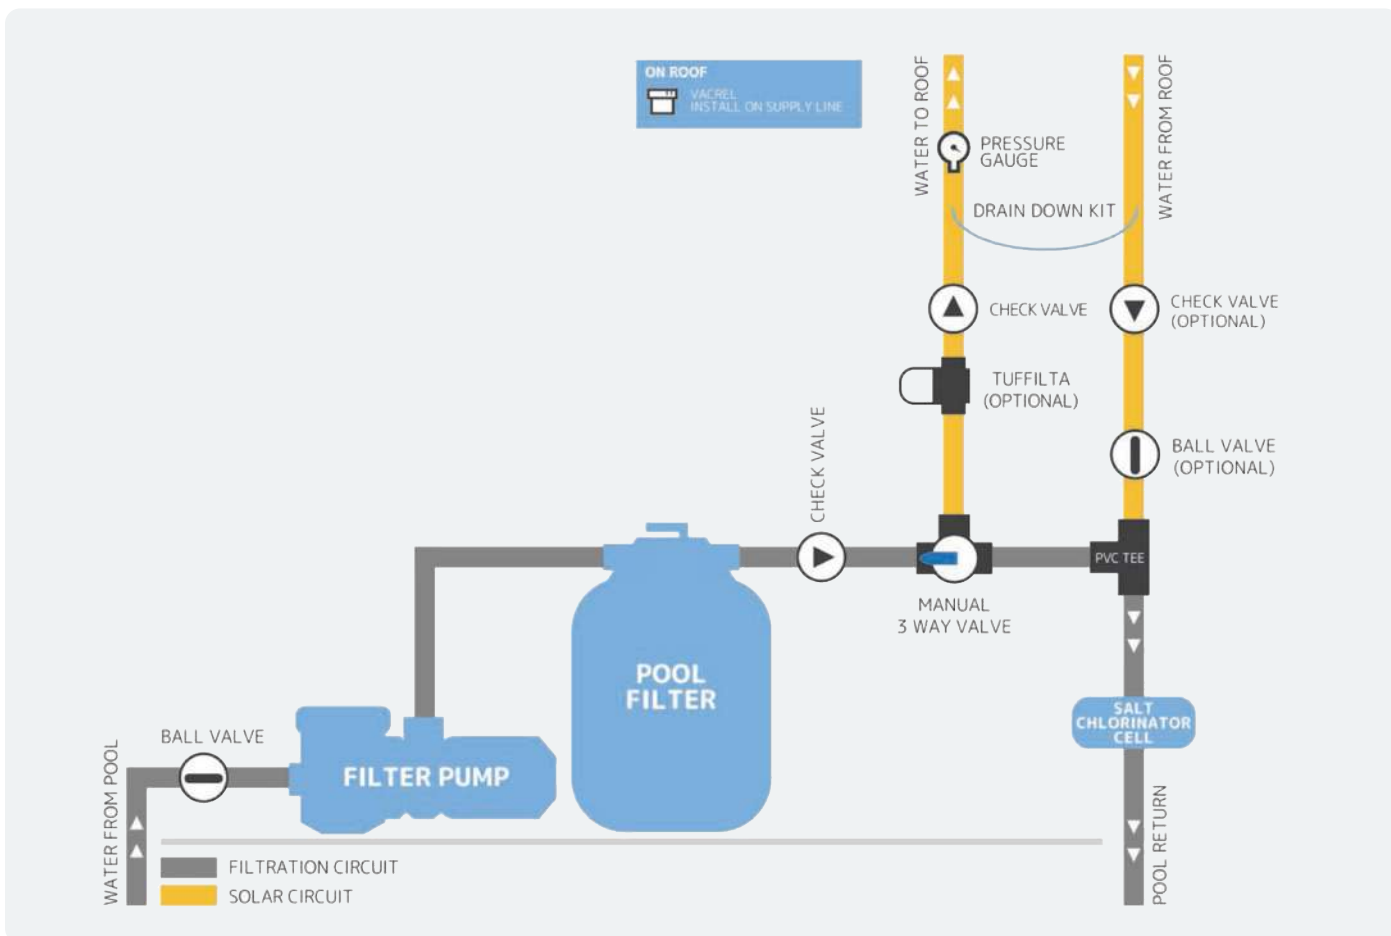 ON ROOF
VACREL
INSTALL ON SUPPLY LINE
WATER TO ROOF
WATER FROM ROOF
PRESSURE
GAUGE
DRAIN DOWN KIT
CHECK VALVE
CHECK VALVE
(OPTIONAL)
TUFFILTA
(OPTIONAL)
CHECK VALVE
BALL VALVE
(OPTIONAL)
PVC TEE
MANUAL
3 WAY VALVE
POOL
FILTER
SALT
CHLORINATOR
CELL
BALL VALVE
FILTER PUMP
WATER FROM POOL
POOL RETURN
FILTRATION CIRCUIT
SOLAR CIRCUIT